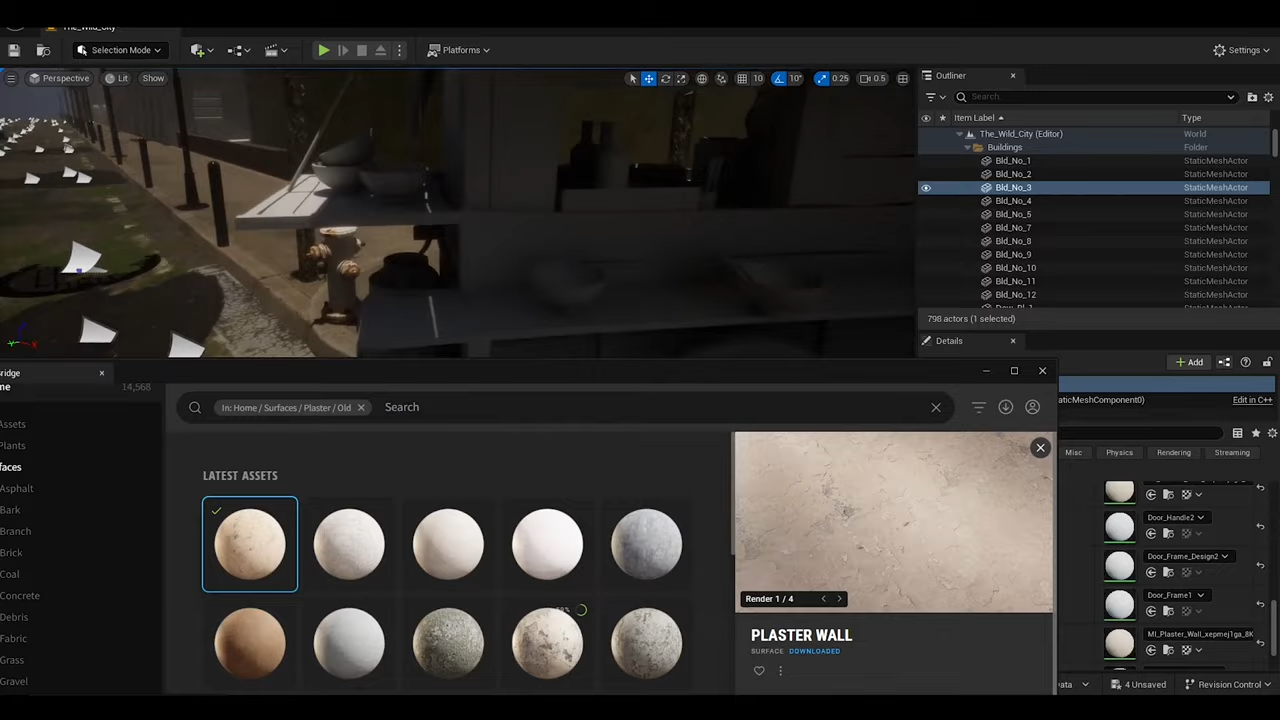 The_Wild_City
Selection Mode
Platforms
Settings
Perspective
Lit
Show
10
10°
0.25
0.5
Outliner
Search...
Item Label
Type
The_Wild_City (Editor)
World
Buildings
Folder
Bld_No_1
StaticMeshActor
Bld_No_2
StaticMeshActor
Bld_No_3
StaticMeshActor
Bld_No_4
StaticMeshActor
Bld_No_5
StaticMeshActor
Bld_No_7
StaticMeshActor
Bld_No_8
StaticMeshActor
Bld_No_9
StaticMeshActor
Bld_No_10
StaticMeshActor
Bld_No_11
StaticMeshActor
Bld_No_12
StaticMeshActor
798 actors (1 selected)
Details
Add
aticMeshComponent0)
Edit in C++
Misc
Physics
Rendering
Streaming
Door_Handle2
Door_Frame_Design2
Door_Frame1
MI_Plaster_Wall_xepmej1ga_8K
ata
4 Unsaved
Revision Control
ridge
me
14,568
Assets
Plants
faces
Asphalt
Bark
Branch
Brick
Coal
Concrete
Debris
Fabric
Grass
Gravel
In: Home / Surfaces / Plaster / Old
Search
LATEST ASSETS
Render 1 / 4
PLASTER WALL
SURFACE DOWNLOADED